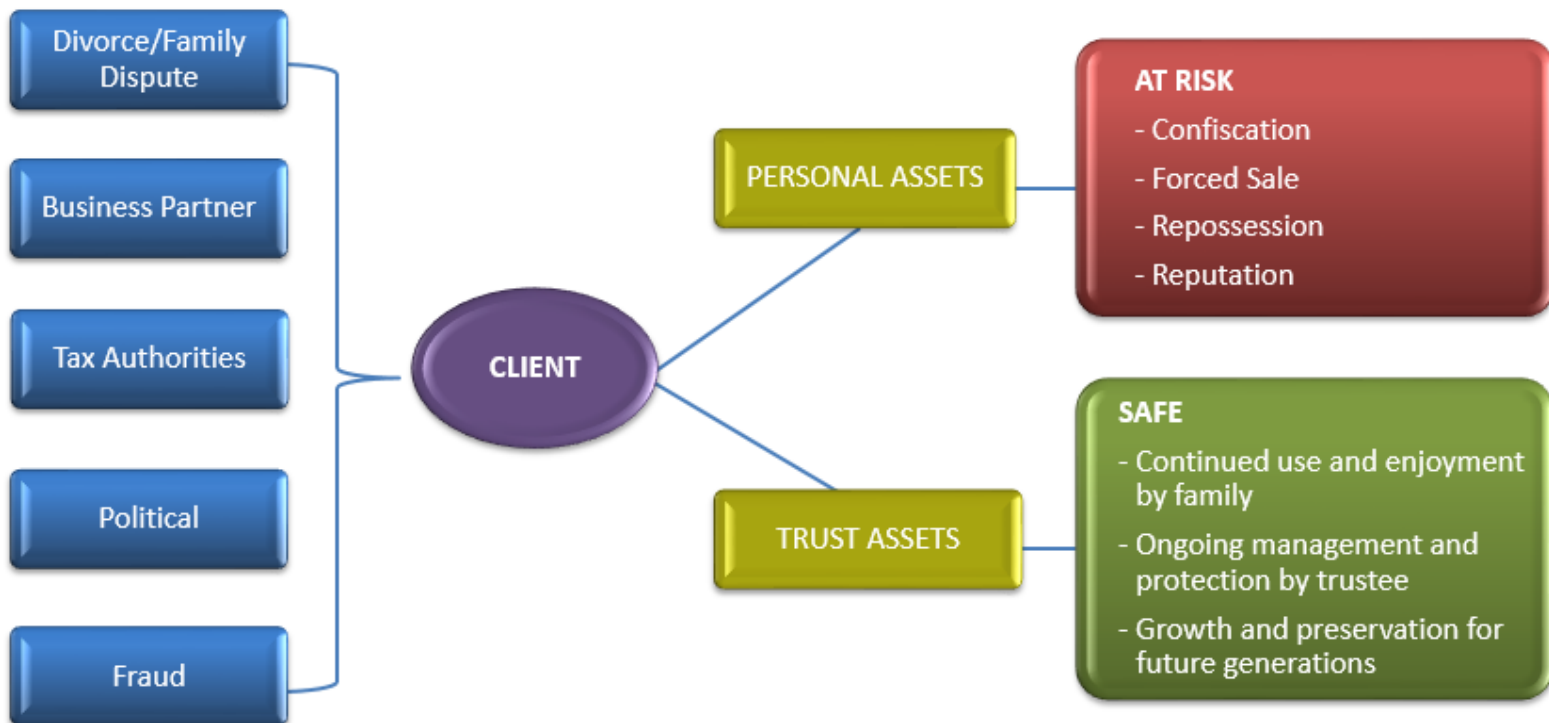 Divorce/Family
Dispute
Business Partner
Tax Authorities
Political
Fraud
CLIENT
PERSONAL ASSETS
TRUST ASSETS
AT RISK
- Confiscation
- Forced Sale
- Repossession
- Reputation
SAFE
- Continued use and enjoyment
by family
- Ongoing management and
protection by trustee
- Growth and preservation for
future generations